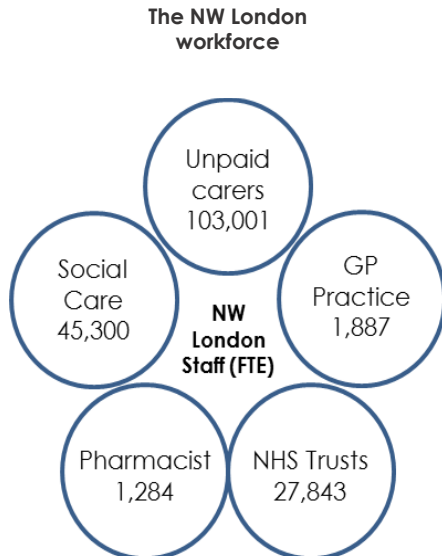 The NW London
workforce
Unpaid
carers
103,001
Social
Care
45,300
GP
Practice
1,887
NW
London
Staff (FTE)
Pharmacist
1,284
NHS Trusts
27,843